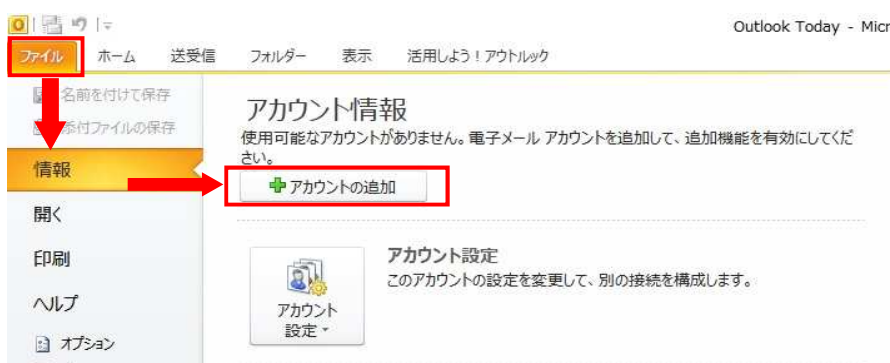 Outlook Today - Micr
ファイル ホーム 送受信 フォルダー 表示 活用しよう！アウトルック
名前を付けて保存
添付ファイルの保存
情報
開く
印刷
ヘルプ
オプション
アカウント情報
使用可能なアカウントがありません。電子メール アカウントを追加して、追加機能を有効にしてくだ
さい。
アカウントの追加
アカウント設定
このアカウントの設定を変更して、別の接続を構成します。
アカウント
設定